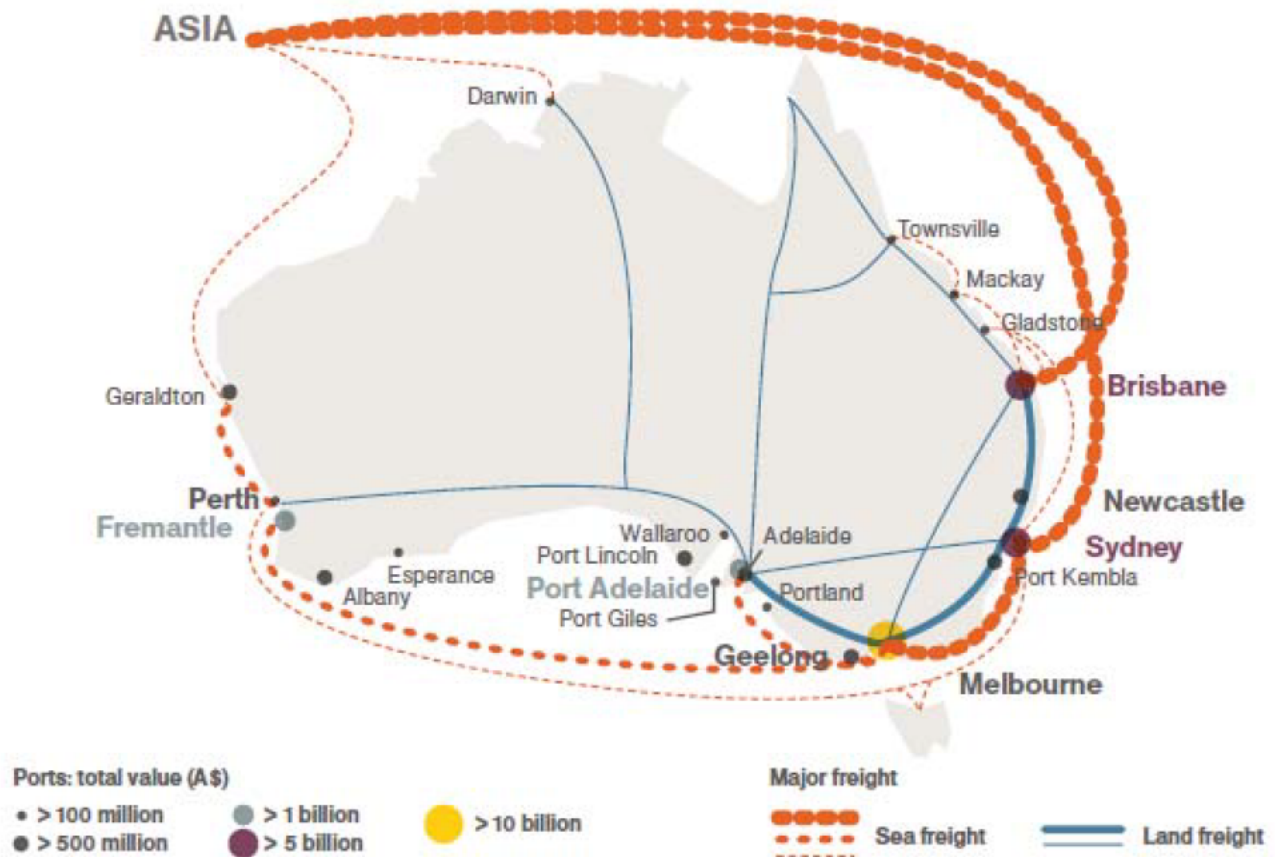 ASIA
Darwin
Townsville
Mackay
Gladstone
Geraldton
Brisbane
Perth
Newcastle
Fremantle
Wallaroo
Adelaide
Sydney
Port Lincoln
Esperance
Port Kembla
Port Adelaide
Portland
Albany
Port Giles
Geelong
Melbourne
Ports: total value (A$)
> 100 million
> 500 million
> 1 billion
> 5 billion
> 10 billion
Major freight
Sea freight
Land freight